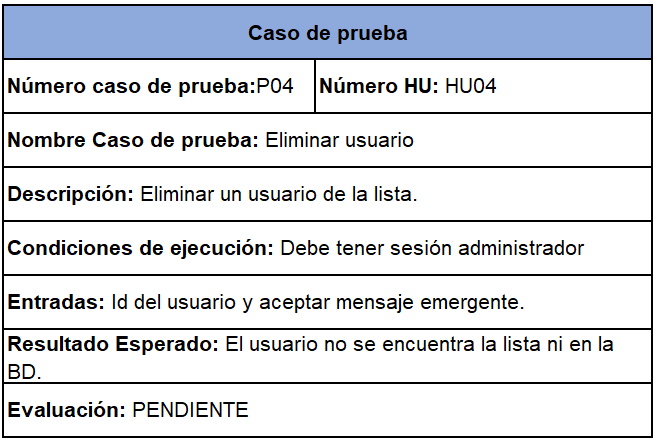 Caso de prueba
Número caso de prueba:P04 Número HU: HU04
Nombre Caso de prueba: Eliminar usuario
Descripción: Eliminar un usuario de la lista.
Condiciones de ejecución: Debe tener sesión administrador
Entradas: Id del usuario y aceptar mensaje emergente.
Resultado Esperado: El usuario no se encuentra la lista ni en la
BD.
Evaluación: PENDIENTE